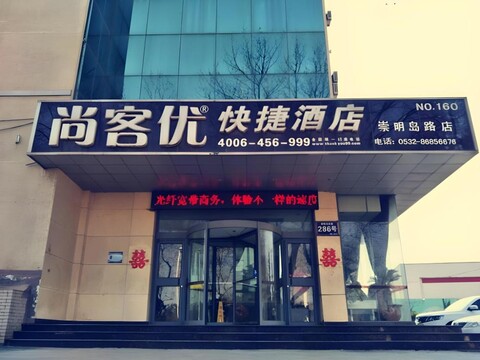 尚客优® 快捷酒店
4006-456-999
NO.160
崇明岛路店
电话：0532-86856676
光纤宽带商务，体验不一样的速度
286号
囍
囍